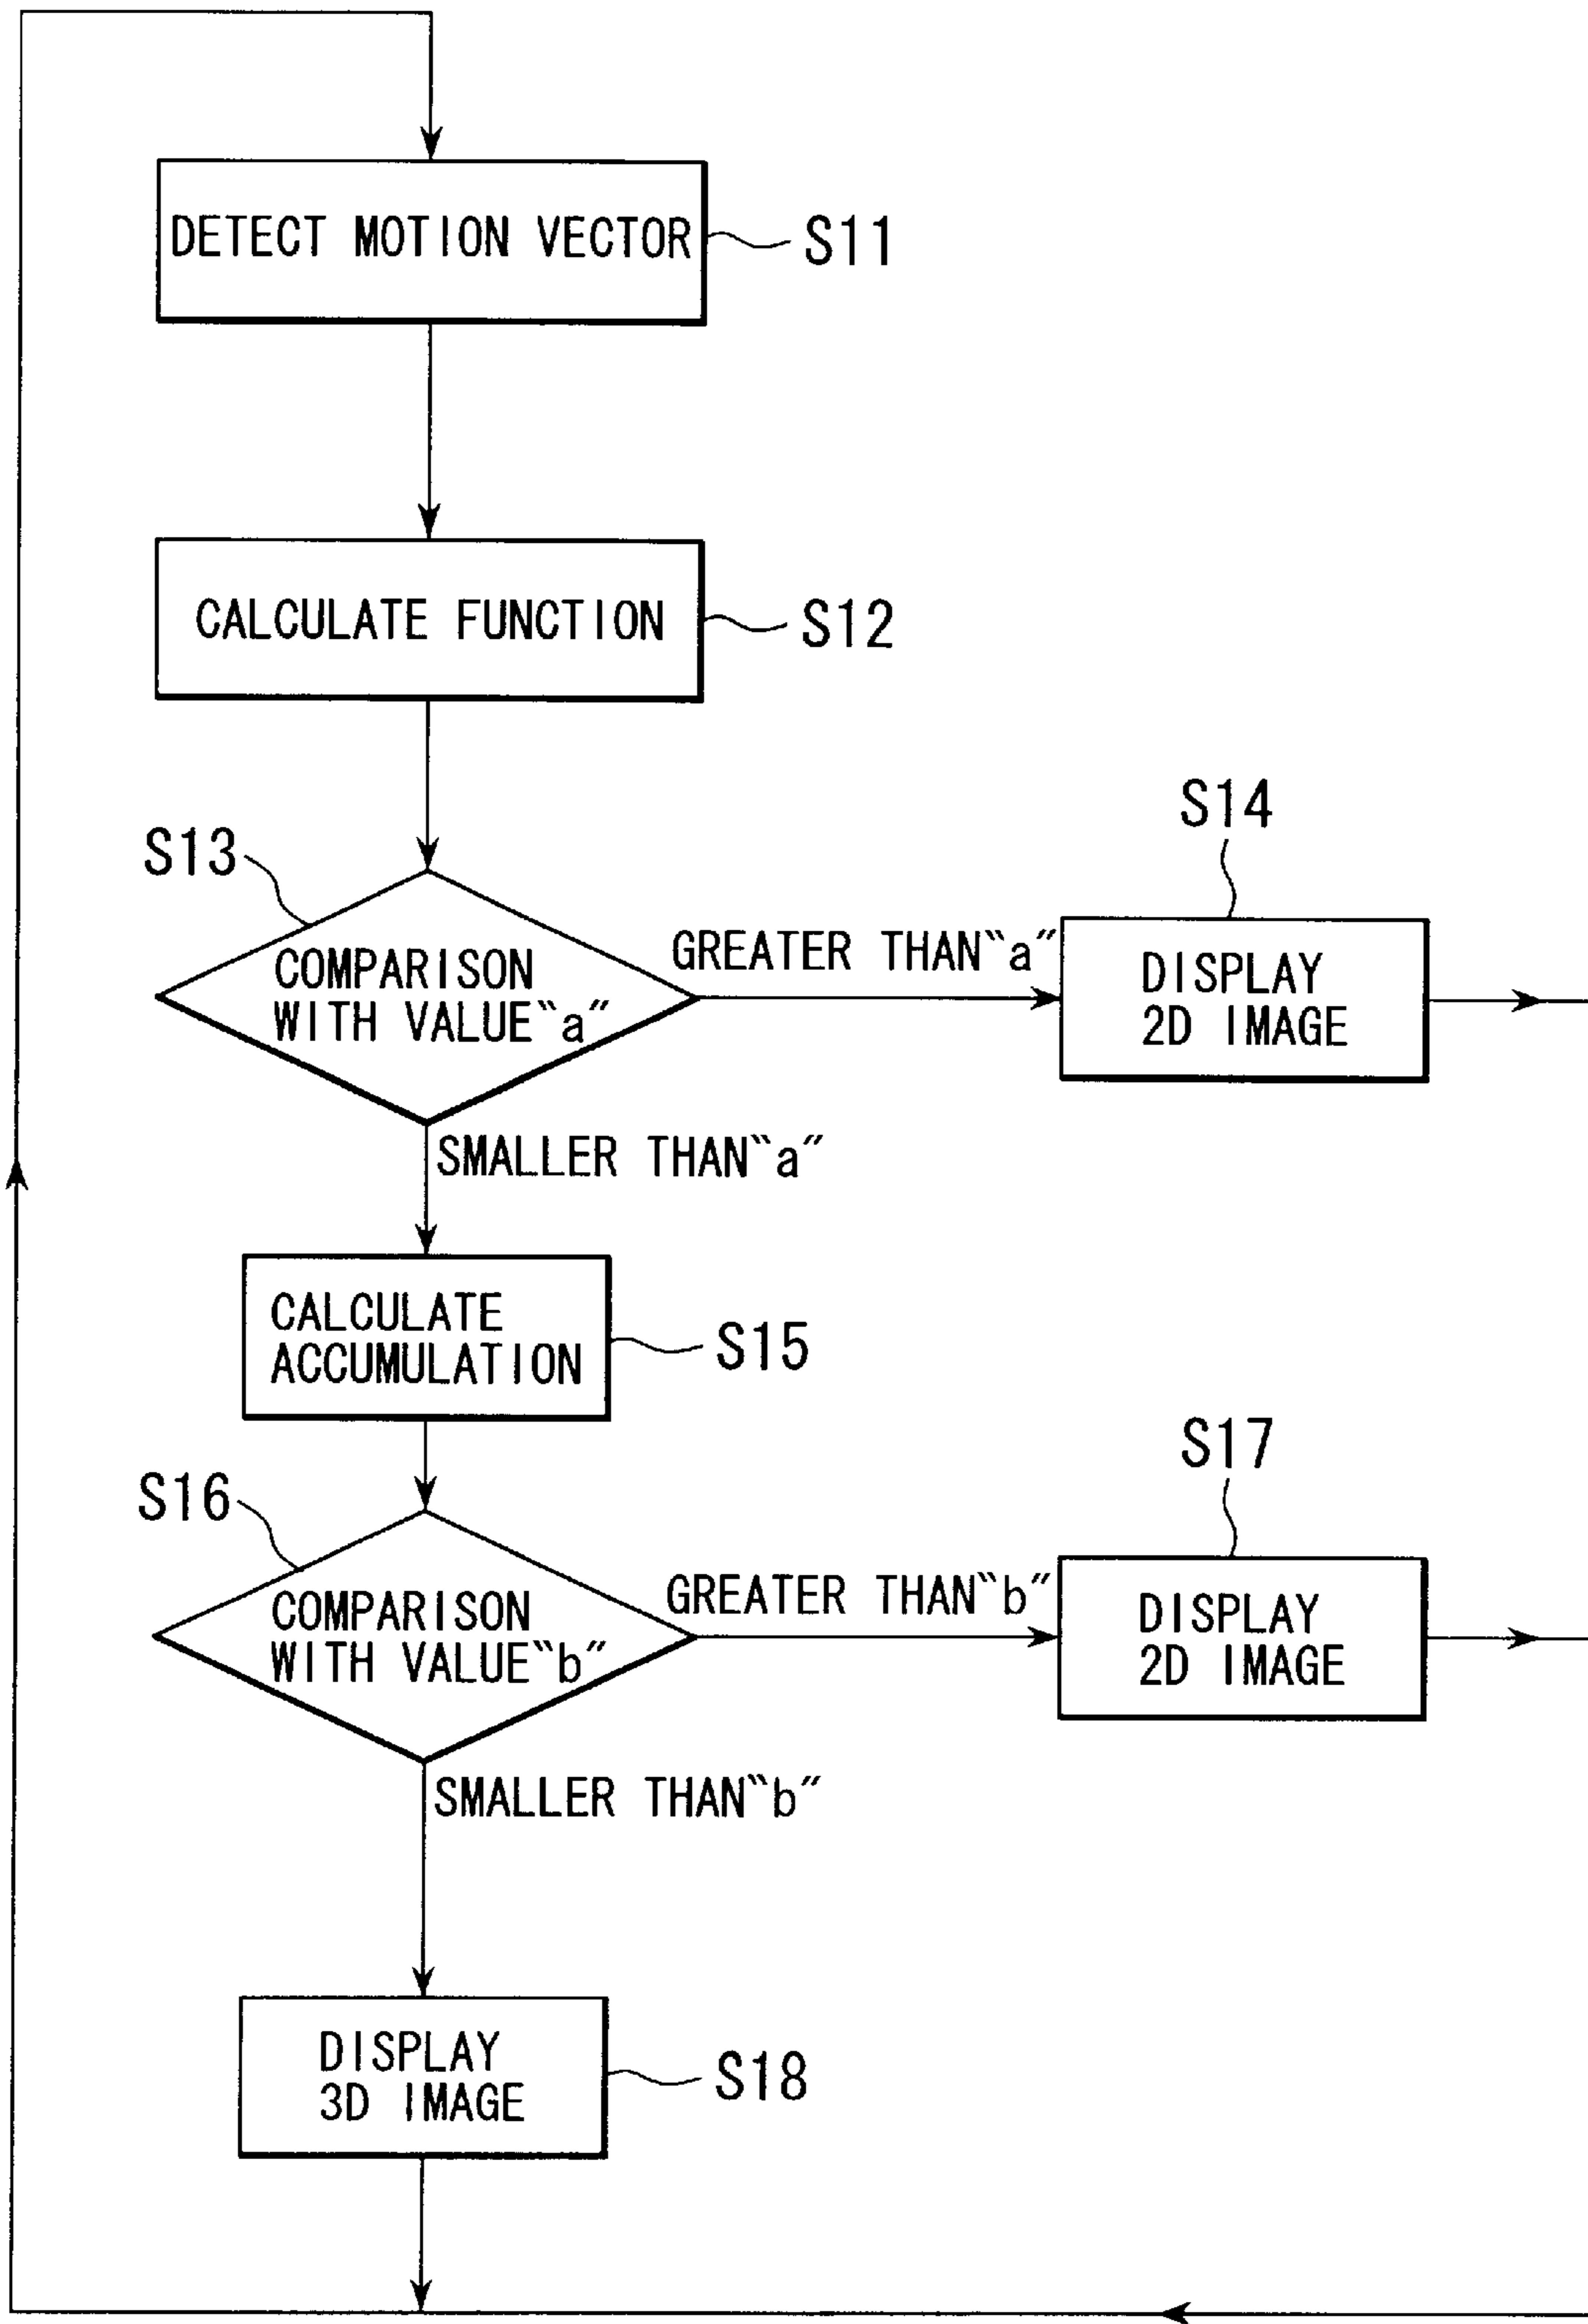 DETECT MOTION VECTOR
S11
CALCULATE FUNCTION
S12
S13
COMPARISON
WITH VALUE‶a″
GREATER THAN‶a″
S14
DISPLAY
2D IMAGE
SMALLER THAN‶a″
CALCULATE
ACCUMULATION
S15
S16
COMPARISON
WITH VALUE‶b″
GREATER THAN‶b″
S17
DISPLAY
2D IMAGE
SMALLER THAN‶b″
DISPLAY
3D IMAGE
S18